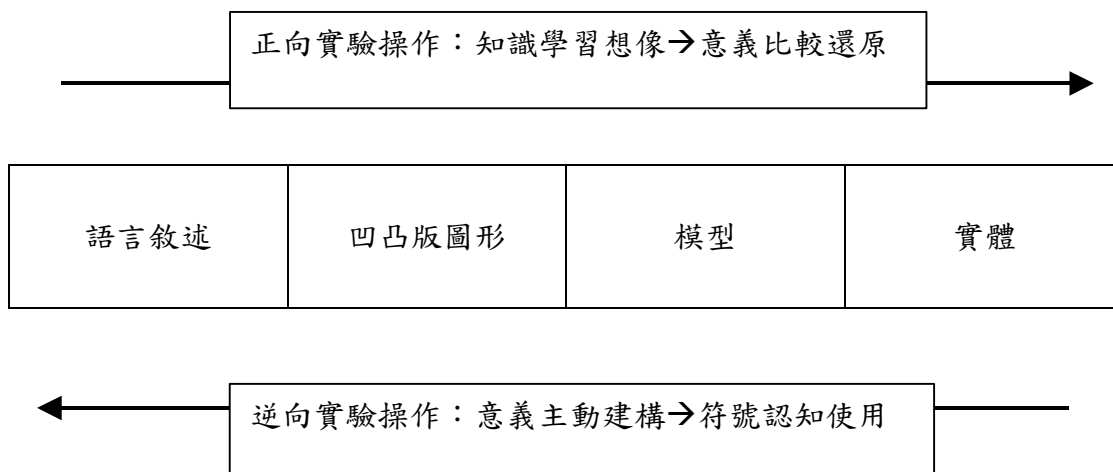 正向實驗操作：知識學習想像→意義比較還原
語言敘述
凹凸版圖形
模型
實體
逆向實驗操作：意義主動建構→符號認知使用